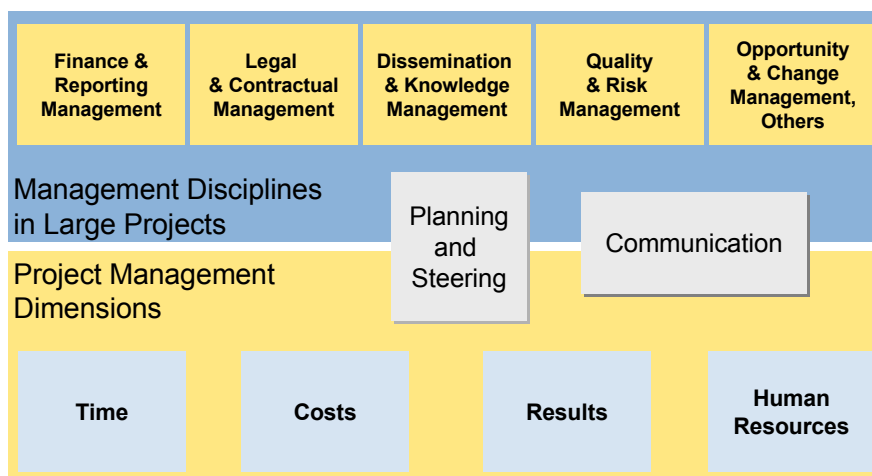 Finance &
Reporting
Management
Legal
& Contractual
Management
Dissemination
& Knowledge
Management
Quality
& Risk
Management
Opportunity
& Change
Management,
Others
Management Disciplines
in Large Projects
Planning
and
Steering
Communication
Project Management
Dimensions
Time
Costs
Results
Human
Resources